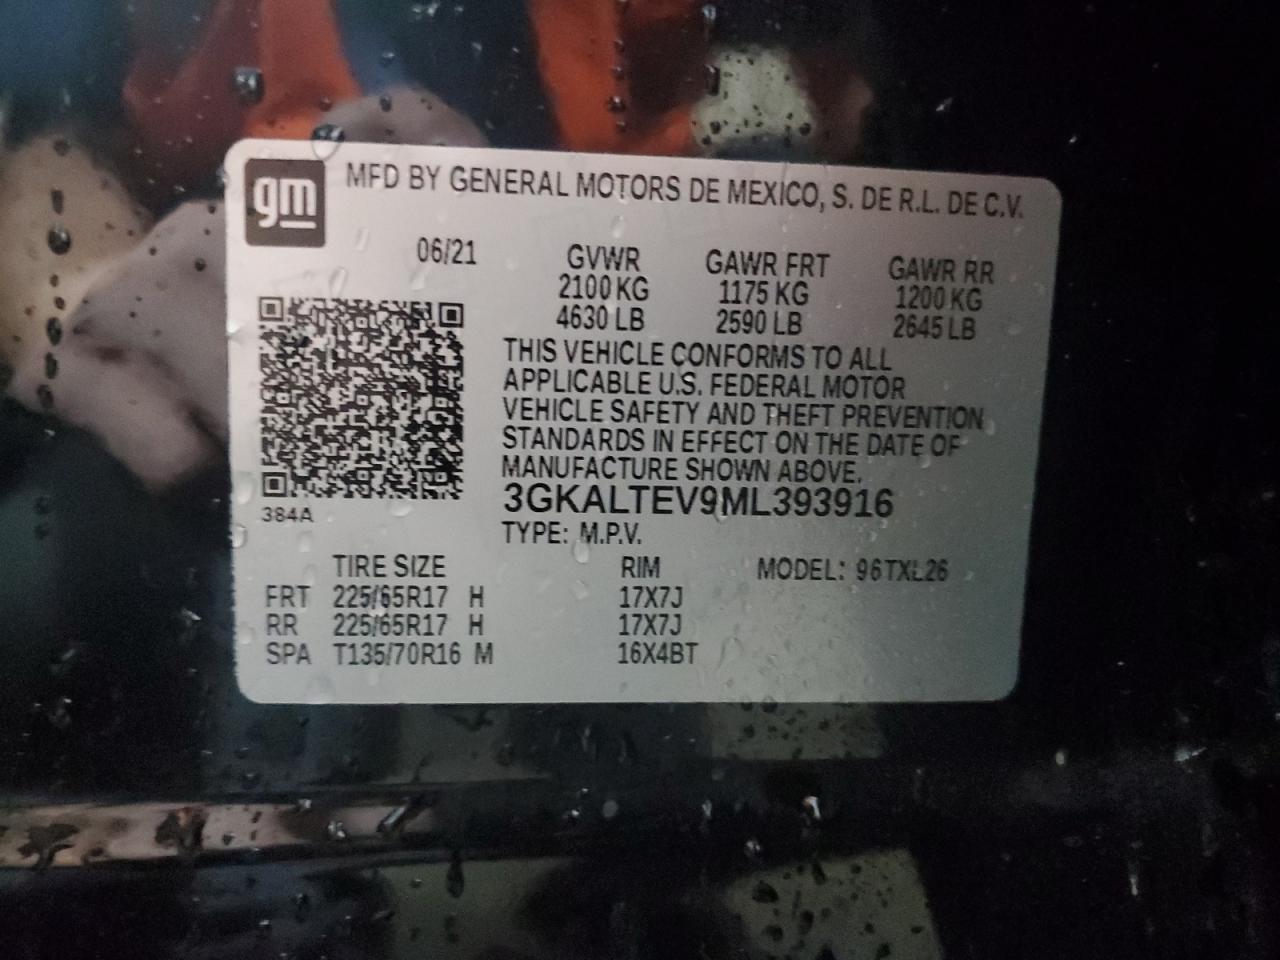 gm
MFD BY GENERAL MOTORS DE MEXICO, S. DE R.L. DE C.V.
06/21 GVWR GAWR FRT GAWR RR
2100 KG 1175 KG 1200 KG
4630 LB 2590 LB 2645 LB
THIS VEHICLE CONFORMS TO ALL
APPLICABLE U.S. FEDERAL MOTOR
VEHICLE SAFETY AND THEFT PREVENTION
STANDARDS IN EFFECT ON THE DATE OF
MANUFACTURE SHOWN ABOVE.
3GKALTEV9ML393916
384A
TYPE: M.P.V.
TIRE SIZE RIM MODEL: 96TXL26
FRT 225/65R17 H 17X7J
RR 225/65R17 H 17X7J
SPA T135/70R16 M 16X4BT